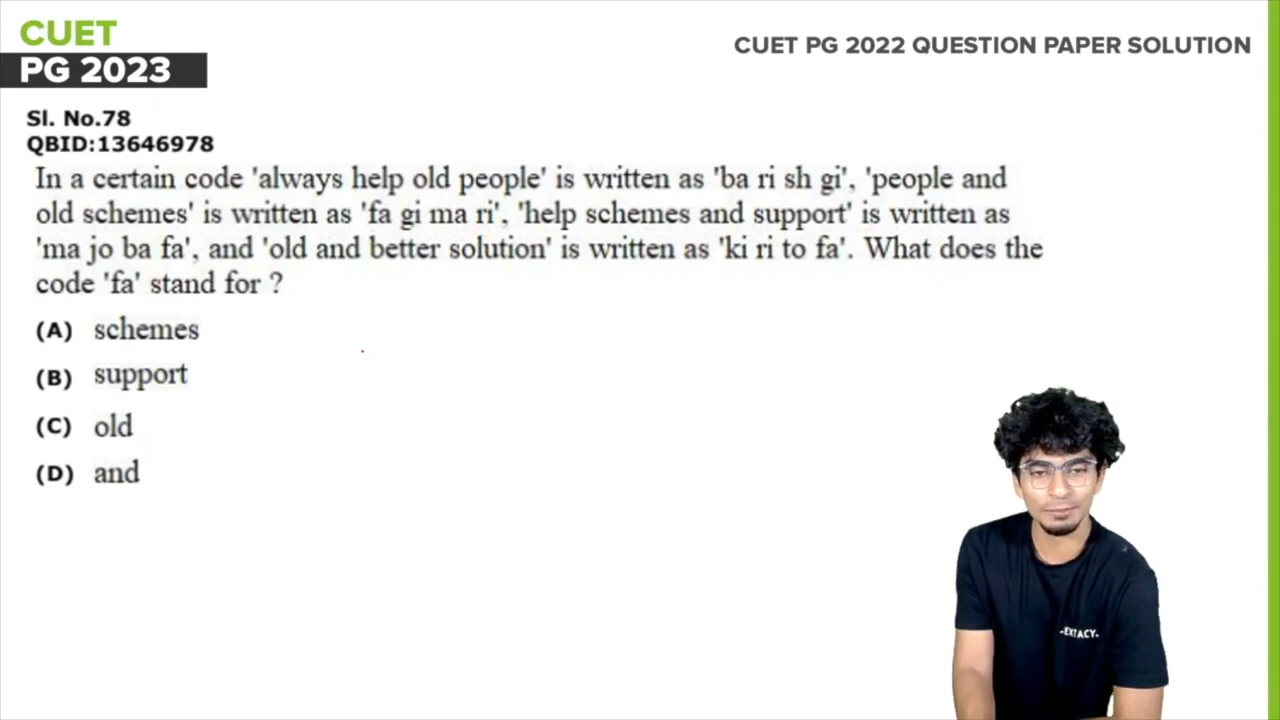 CUET
PG 2023
CUET PG 2022 QUESTION PAPER SOLUTION
Sl. No.78
QBID:13646978
In a certain code 'always help old people' is written as 'ba ri sh gi', 'people and
old schemes' is written as 'fa gi ma ri', 'help schemes and support' is written as
'ma jo ba fa', and 'old and better solution' is written as 'ki ri to fa'. What does the
code 'fa' stand for ?
(A) schemes
(B) support
(C) old
(D) and
-EXTACY-